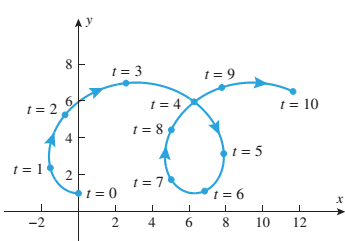 y
8
t = 3
t = 9
t = 2
6
t = 4
t = 10
t = 8
4
t = 5
t = 1
2
t = 7
t = 0
t = 6
x
−2 2 4 6 8 10 12